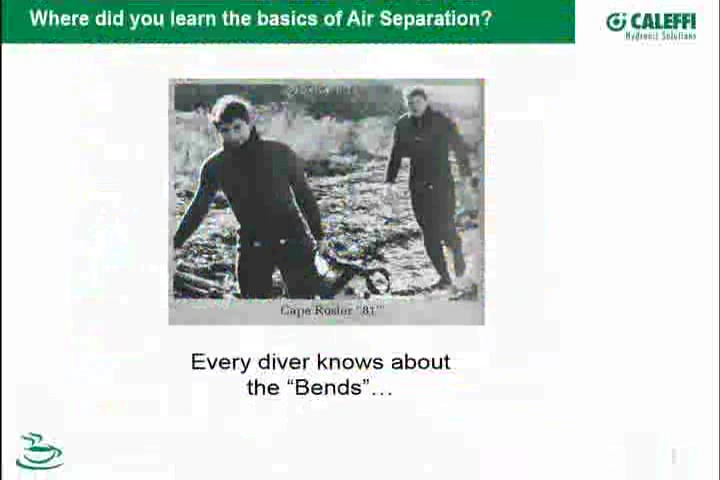 Where did you learn the basics of Air Separation?
CALEFFI
Hydronic Solutions
Cape Rosier "81"
Every diver knows about
the “Bends”…